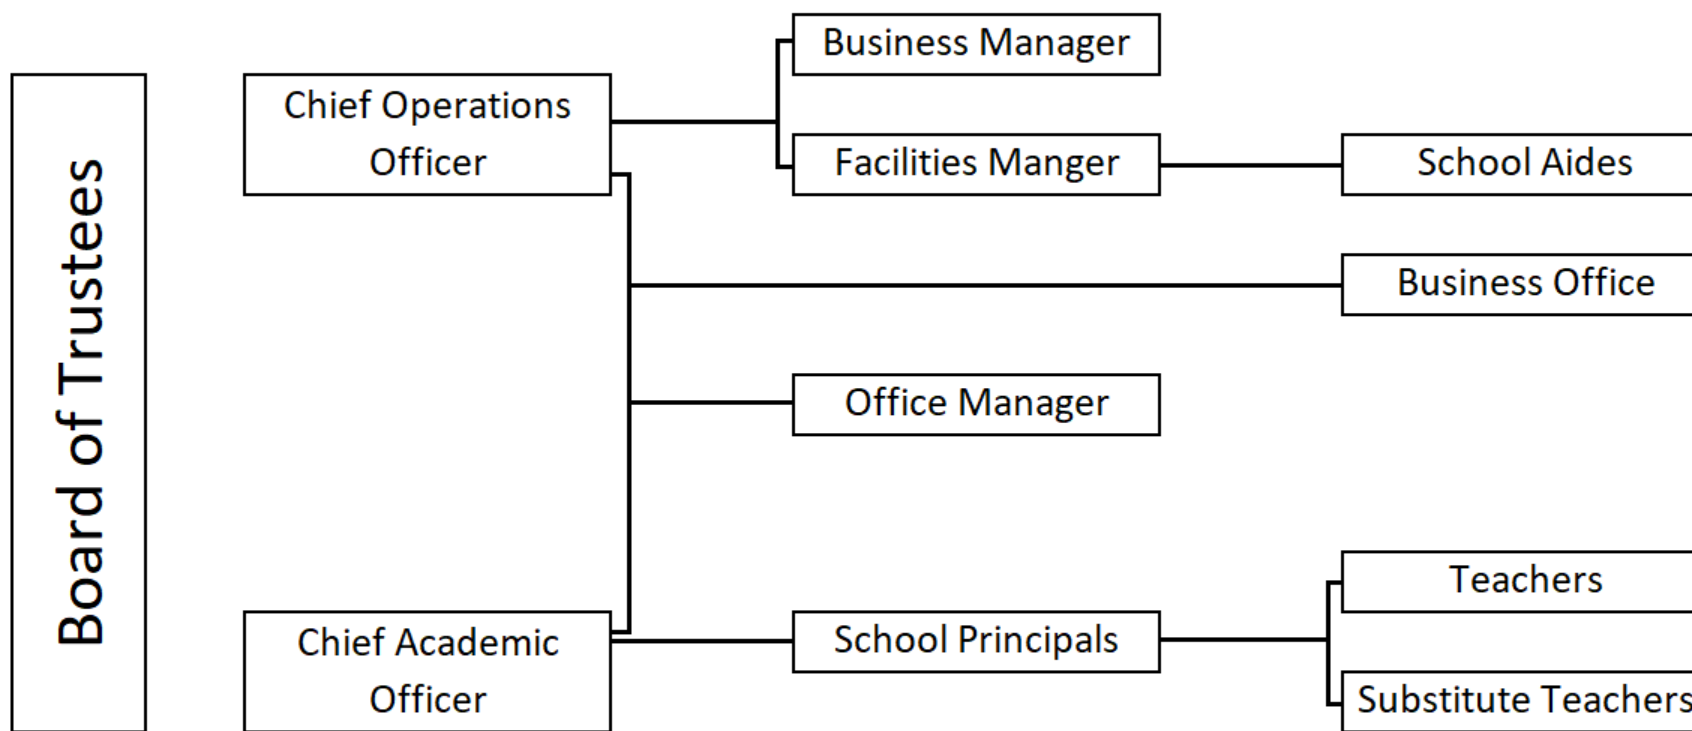 Board of Trustees
Chief Operations
Officer
Business Manager
Facilities Manger
School Aides
Business Office
Office Manager
Chief Academic
Officer
School Principals
Teachers
Substitute Teachers